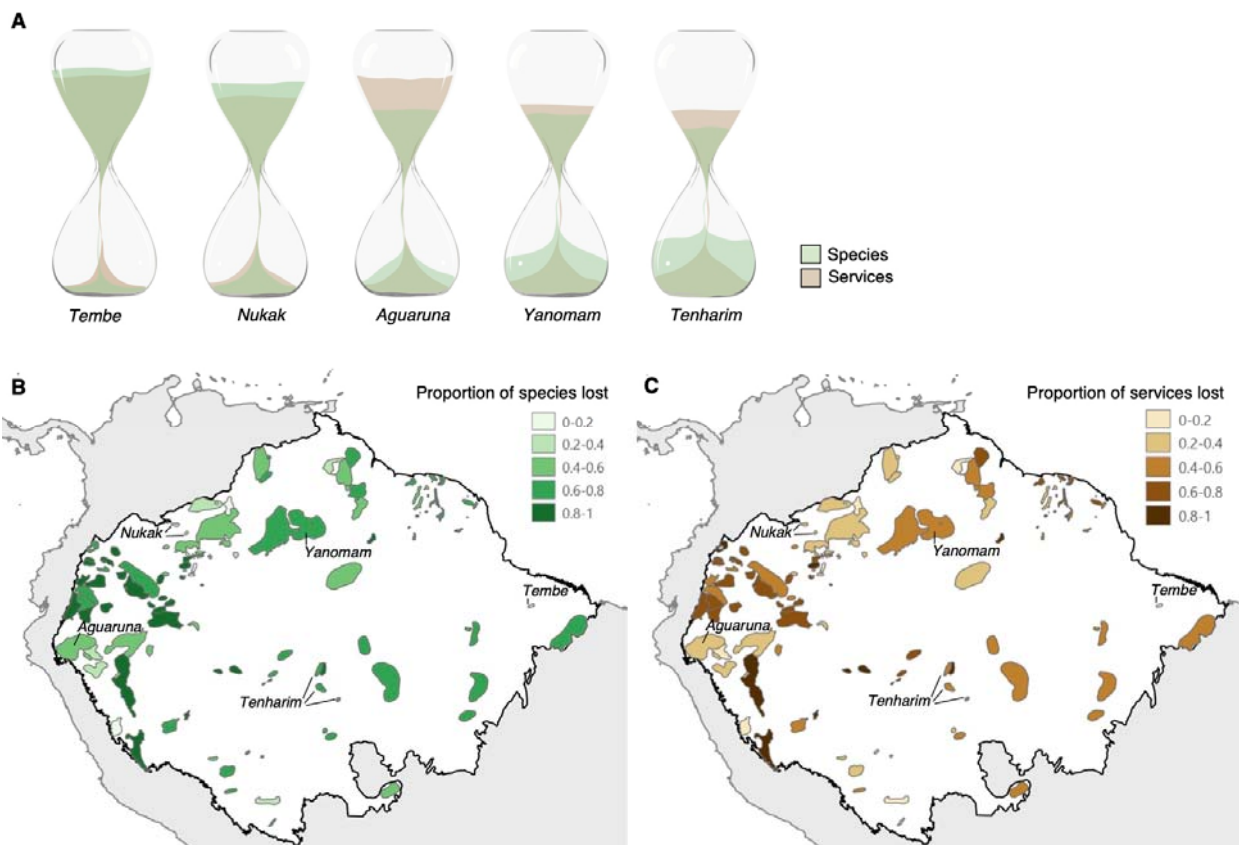 A
Species
Services
Tembe
Nukak
Aguaruna
Yanomam
Tenharim
B
Proportion of species lost
0-0.2
0.2-0.4
0.4-0.6
0.6-0.8
0.8-1
Nukak
Yanomam
Tembe
Aguaruna
Tenharim
C
Proportion of services lost
0-0.2
0.2-0.4
0.4-0.6
0.6-0.8
0.8-1
Nukak
Yanomam
Tembe
Aguaruna
Tenharim